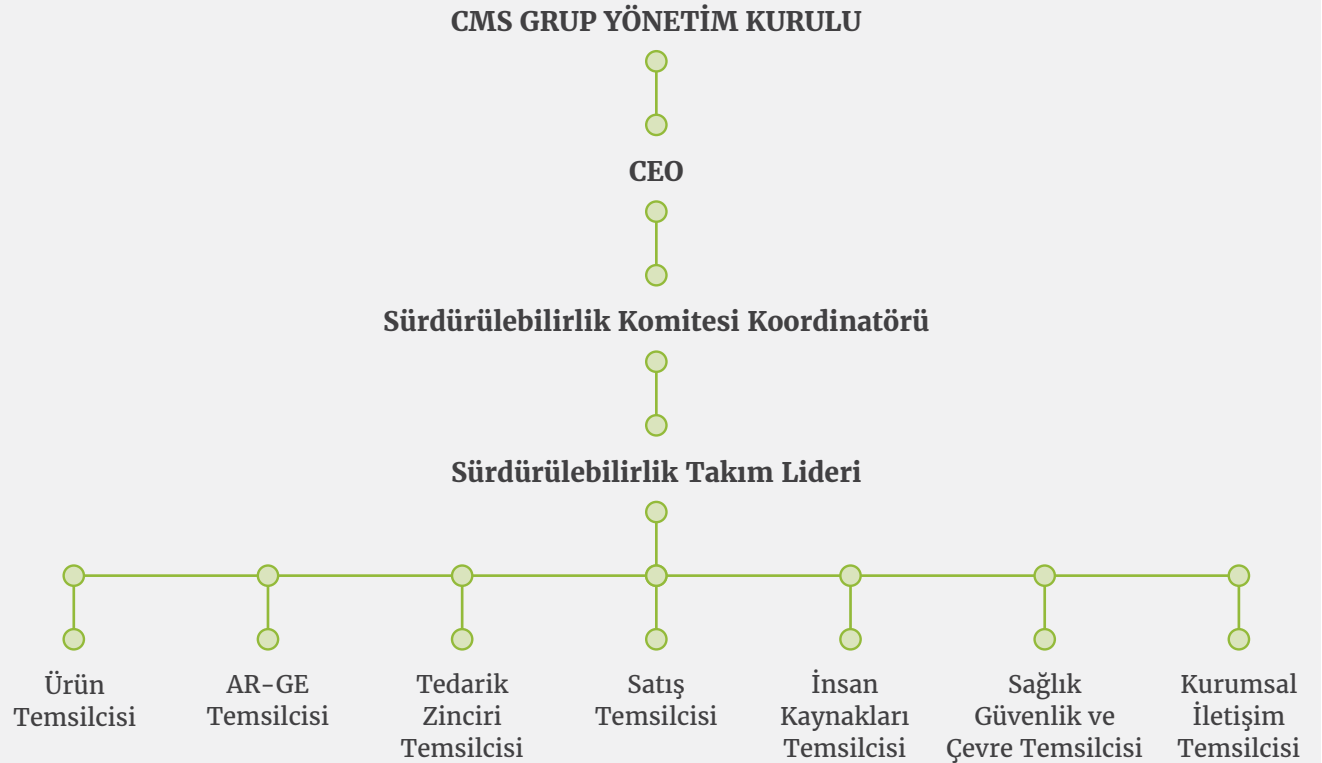 CMS GRUP YÖNETİM KURULU
CEO
Sürdürülebilirlik Komitesi Koordinatörü
Sürdürülebilirlik Takım Lideri
Ürün
Temsilcisi
AR-GE
Temsilcisi
Tedarik
Zinciri
Temsilcisi
Satış
Temsilcisi
İnsan
Kaynakları
Temsilcisi
Sağlık
Güvenlik ve
Çevre Temsilcisi
Kurumsal
İletişim
Temsilcisi